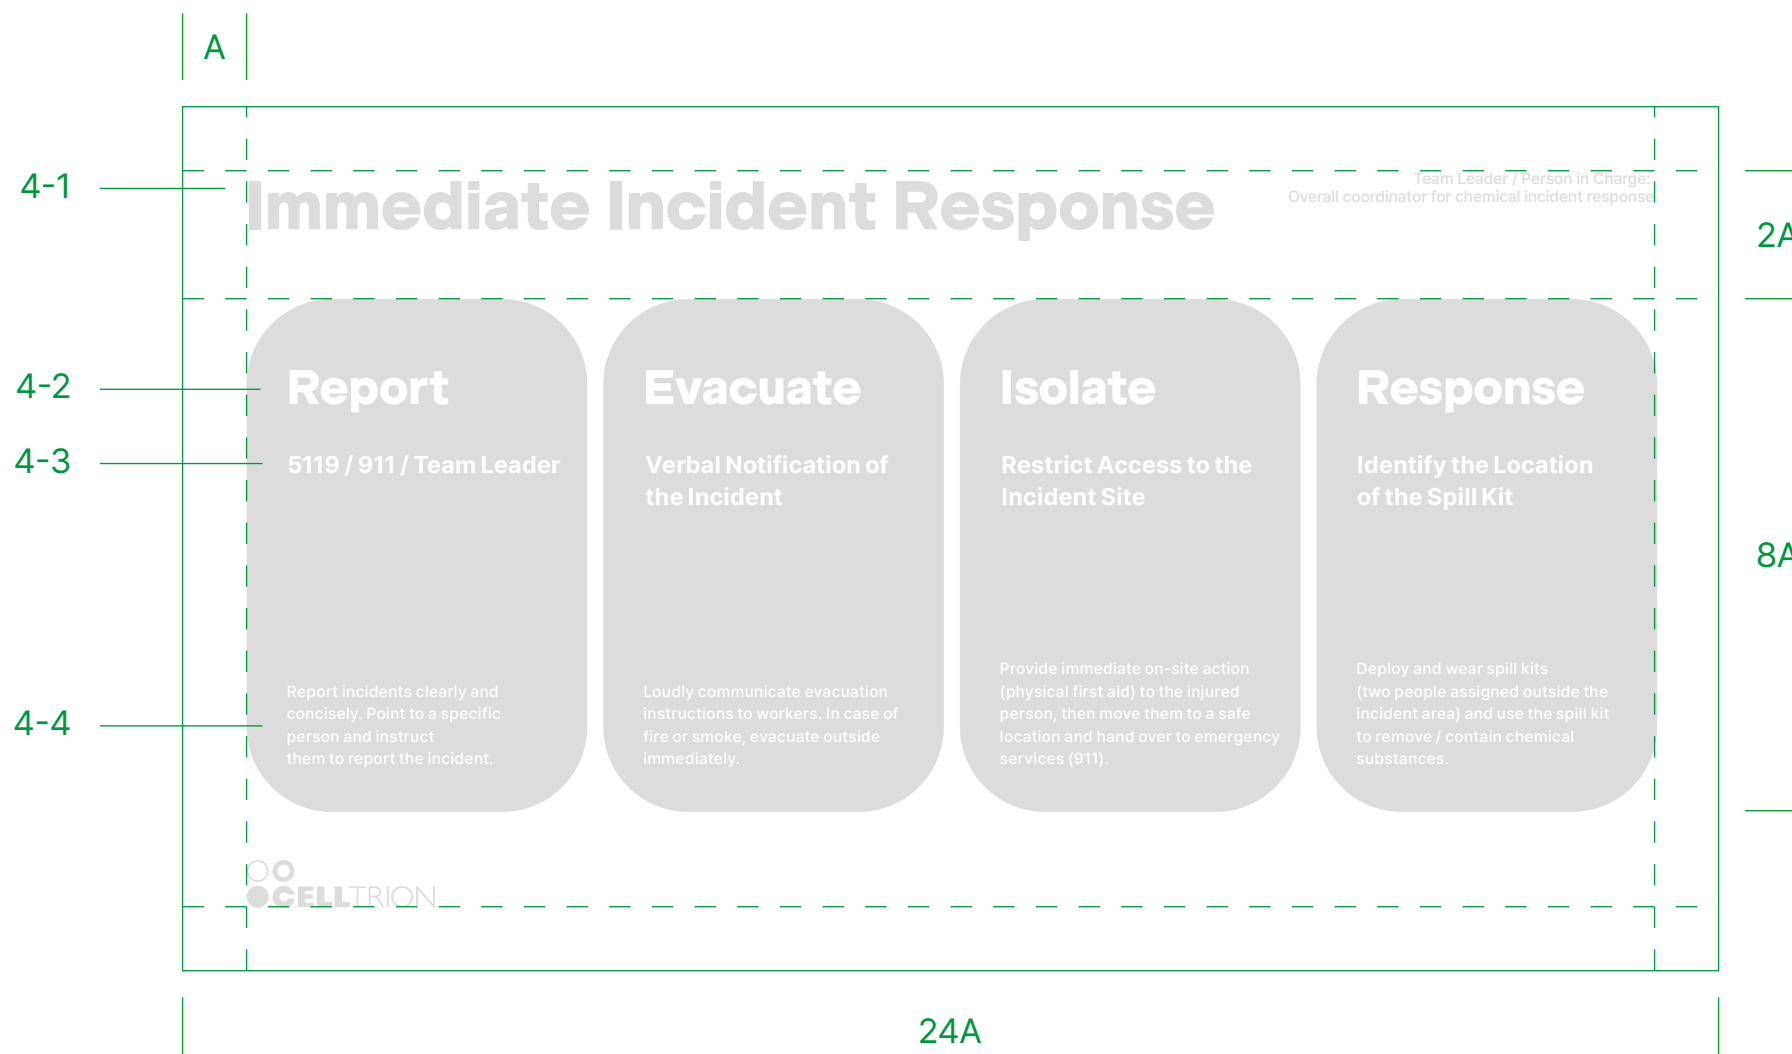 A
4-1
Immediate Incident Response
Team Leader / Person in Charge:
Overall coordinator for chemical incident response
2A
4-2
Report
Evacuate
Isolate
Response
4-3
5119 / 911 / Team Leader
Verbal Notification of
the Incident
Restrict Access to the
Incident Site
Identify the Location
of the Spill Kit
8A
4-4
Report incidents clearly and
concisely. Point to a specific
person and instruct
them to report the incident.
Loudly communicate evacuation
instructions to workers. In case of
fire or smoke, evacuate outside
immediately.
Provide immediate on-site action
(physical first aid) to the injured
person, then move them to a safe
location and hand over to emergency
services (911).
Deploy and wear spill kits
(two people assigned outside the
incident area) and use the spill kit
to remove / contain chemical
substances.
CELLTRION
24A